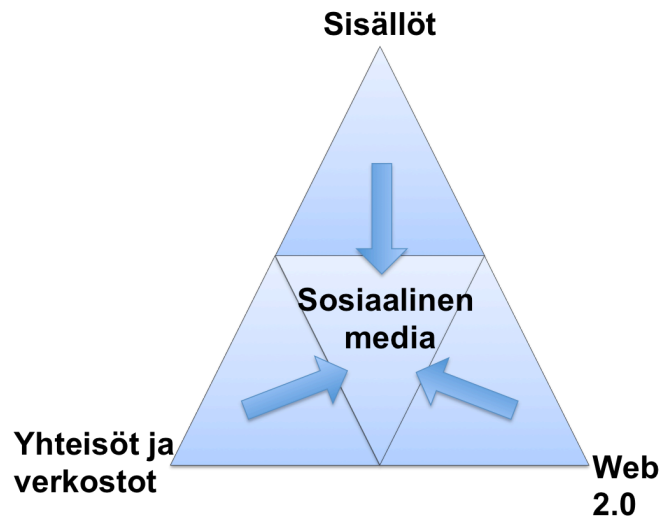 Sisällöt
Sosiaalinen
media
Yhteisöt ja
verkostot
Web
2.0